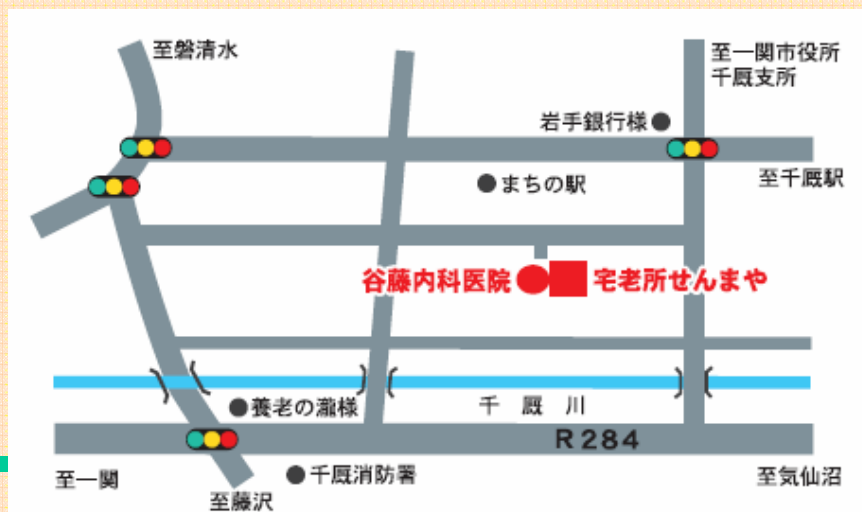 至磐清水
至一関市役所
千厩支所
岩手銀行様
至千厩駅
まちの駅
谷藤内科医院
宅老所せんまや
養老の瀧様
千厩川
R284
至一関
千厩消防署
至気仙沼
至藤沢